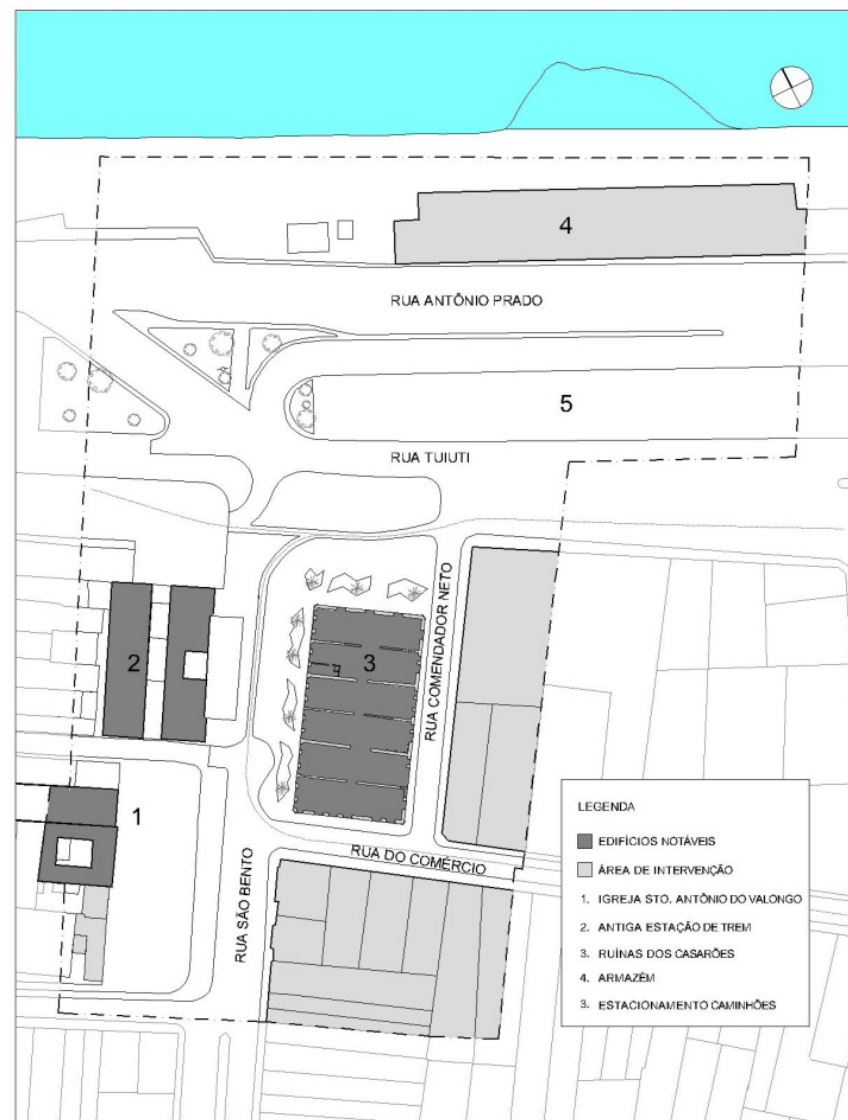 4
RUA ANTÔNIO PRADO
5
RUA TUIUTI
2
3
RUA COMENDADOR NETO
1
RUA DO COMÉRCIO
RUA SÃO BENTO
LEGENDA
EDIFÍCIOS NOTÁVEIS
ÁREA DE INTERVENÇÃO
1. IGREJA STO. ANTÔNIO DO VALONGO
2. ANTIGA ESTAÇÃO DE TREM
3. RUÍNAS DOS CASARÕES
4. ARMAZÉM
3. ESTACIONAMENTO CAMINHÕES